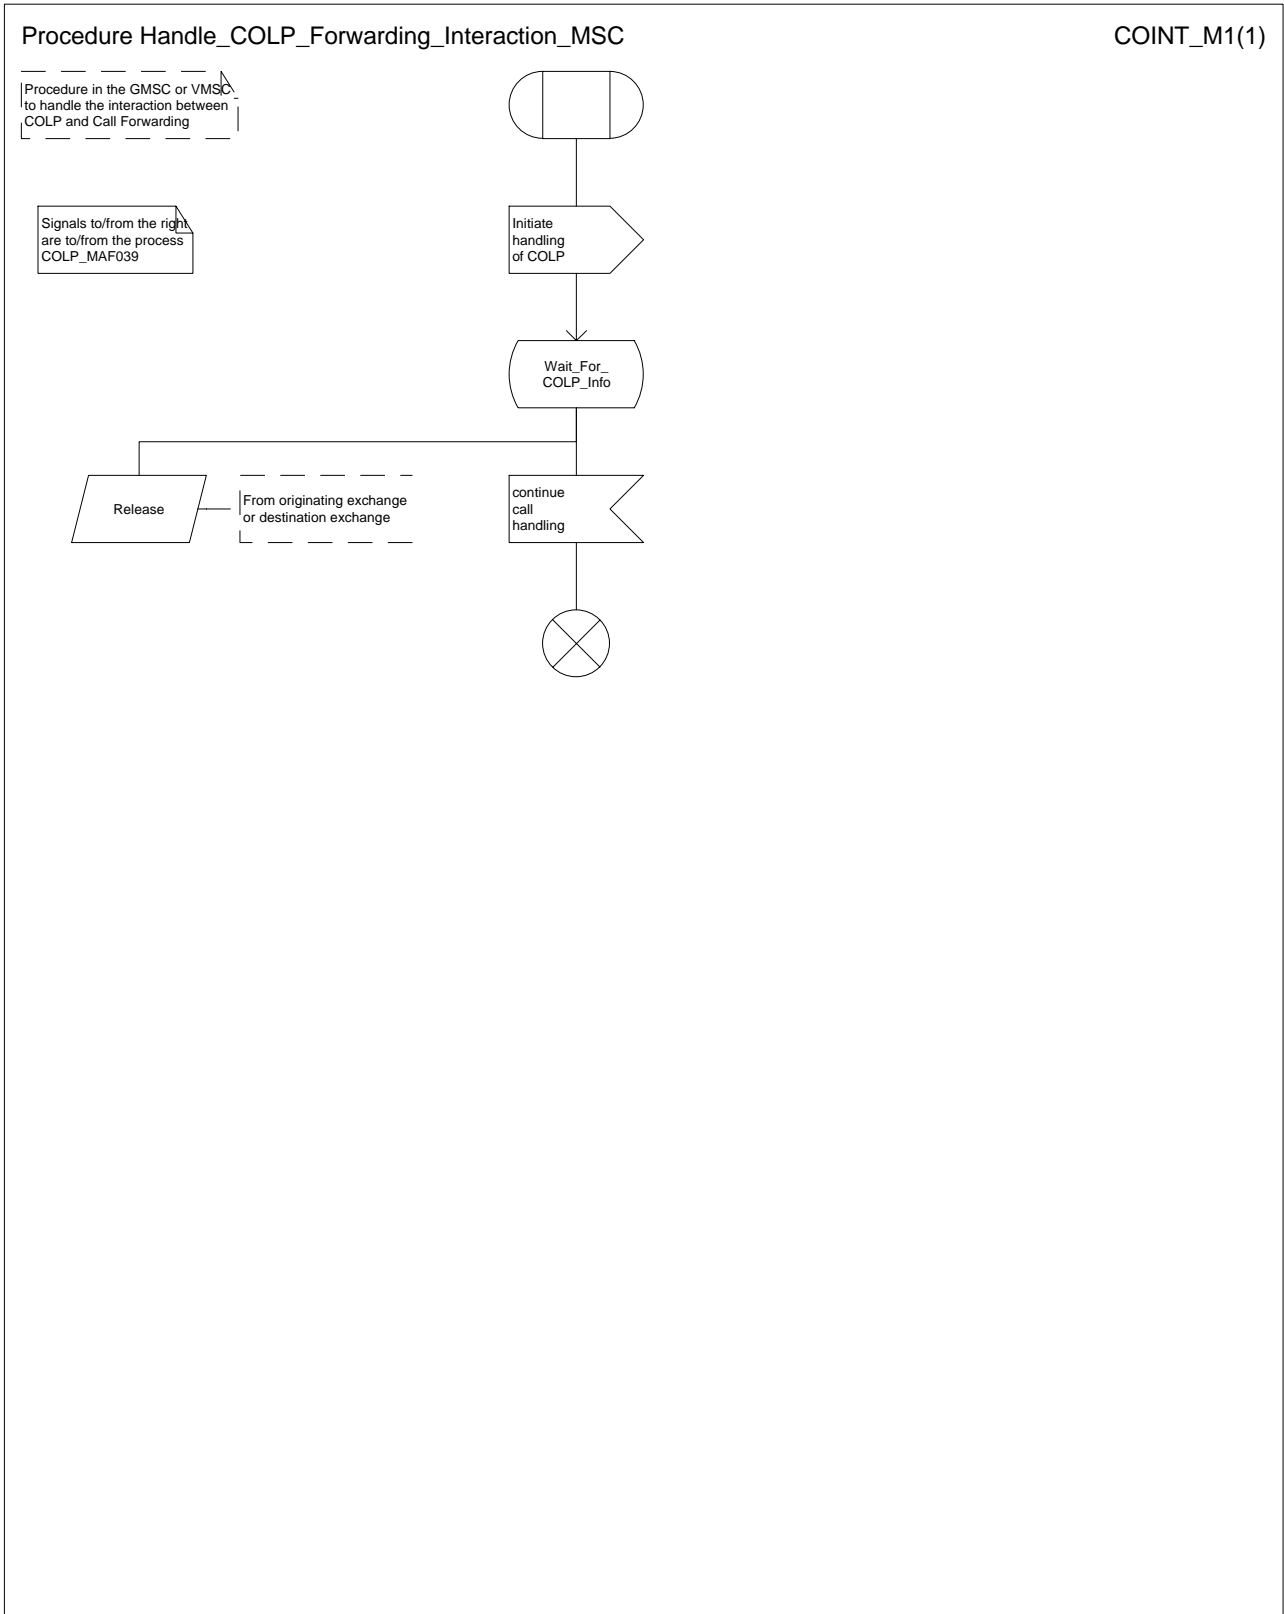 Procedure Handle_COLP_Forwarding_Interaction_MSC
COINT_M1(1)
Procedure in the GMSC or VMSC
to handle the interaction between
COLP and Call Forwarding
Signals to/from the right
are to/from the process
COLP_MAF039
Initiate
handling
of COLP
Wait_For_
COLP_Info
Release
From originating exchange
or destination exchange
continue
call
handling